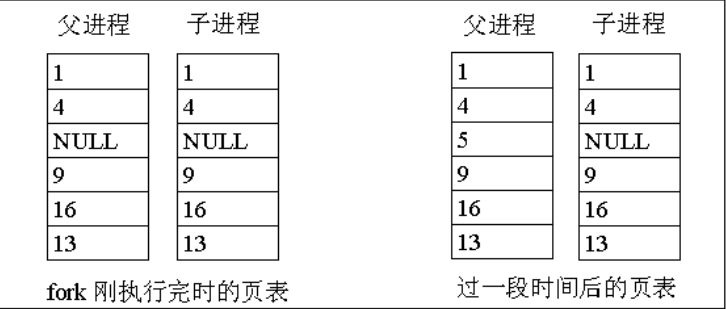 父进程 子进程 父进程 子进程
1 1 1 1
4 4 4 4
NULL NULL 5 NULL
9 9 9 9
16 16 16 16
13 13 13 13
fork 刚执行完时的页表 过一段时间后的页表